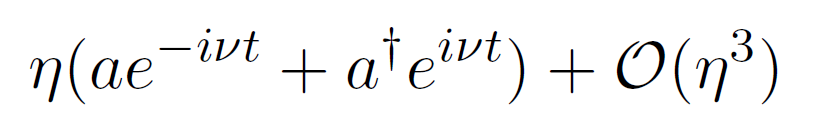 η(ae^{-iνt} + a^†e^{iνt}) + 𝒪(η^3)